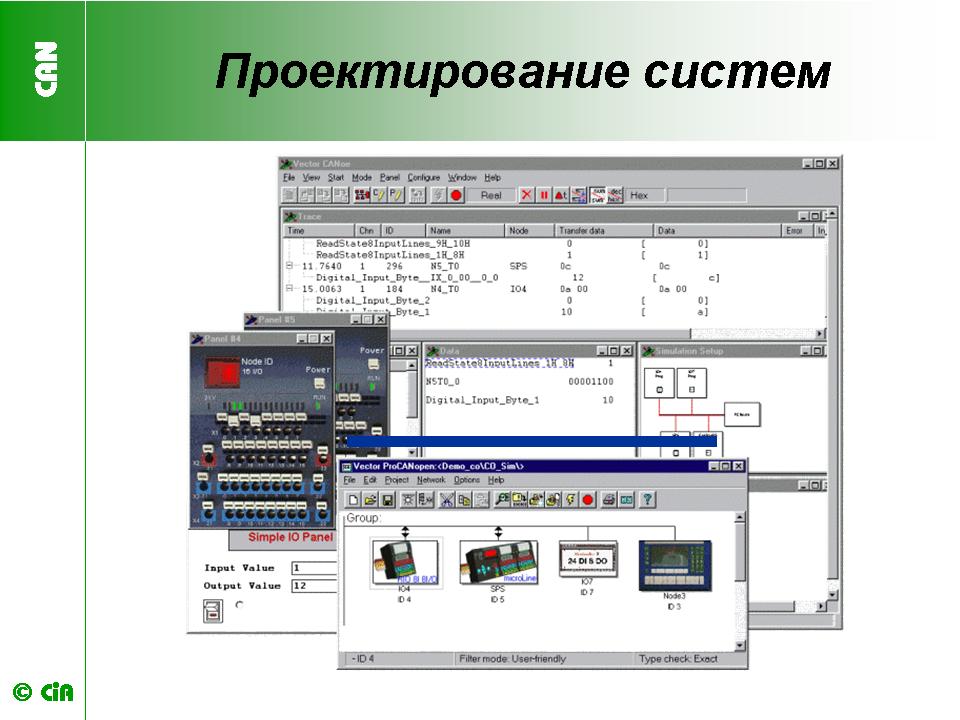 CAN
Проектирование систем
Vector CANoe
File View Start Mode Panel Configure Window Help
Real Hex
Trace
Time Chn ID Name Node Transfer data Data Error In
ReadState8InputLines_9H_10H 0 [ 0]
ReadState8InputLines_1H_8H 1 [ 1]
11.7640 1 296 N5_T0 SPS 0c 0c
Digital_Input_Byte__IX_0_00__0_0 12 [ c]
15.0063 1 184 N4_T0 IO4 0a 00 0a 00
Digital_Input_Byte_2 0 [ 0]
Digital_Input_Byte_1 10 [ a]
Panel #5
Power
RUN
Panel #4
Node ID
16 I/O
Power
RUN
Data
ReadState8InputLines_1H_8H 1
N5T0_0 00001100
Digital_Input_Byte_1 10
Simulation Setup
Simple IO Panel
Input Value 1
Output Value 12
Vector ProCANopen:<Demo_co\CO_Sim\>
File Edit Project Network Options Help
Group:
RIO 8I 8I/O
IO4
ID 4
microLine
SPS
ID 5
24 DI 8 DO
IO7
ID 7
Node3
ID 3
- ID 4 Filter mode: User-friendly Type check: Exact
© CiA